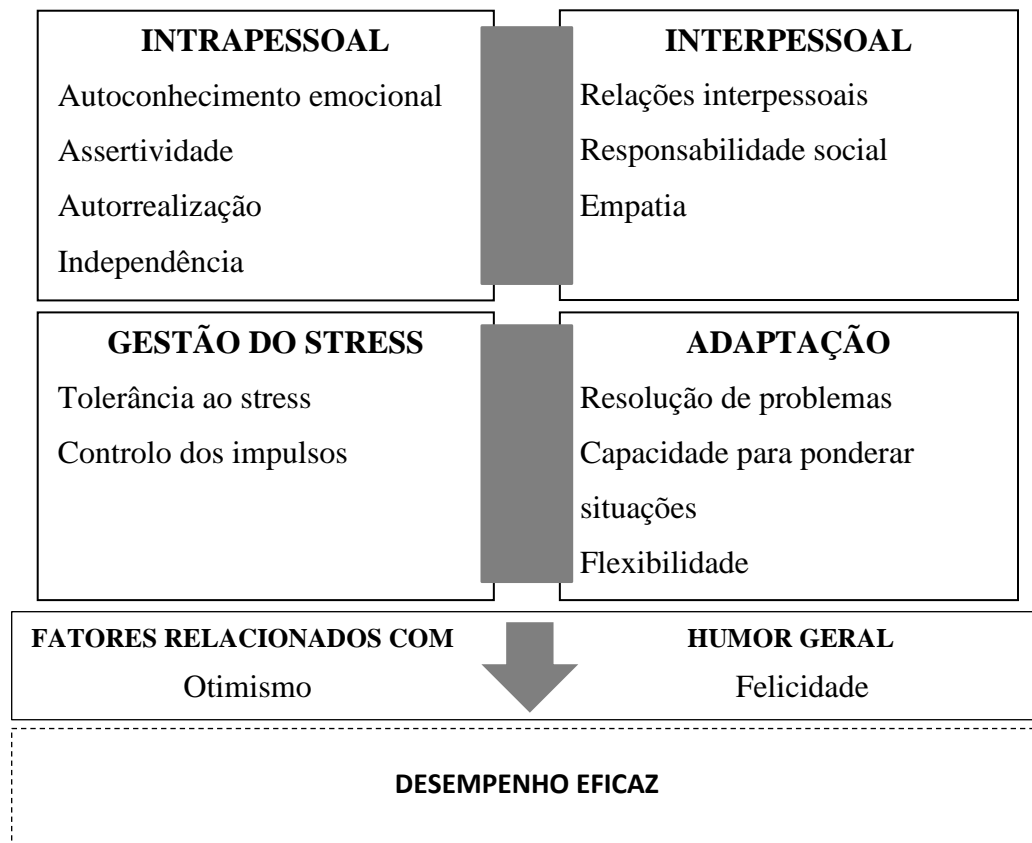 INTRAPESSOAL
Autoconhecimento emocional
Assertividade
Autorrealização
Independência
INTERPESSOAL
Relações interpessoais
Responsabilidade social
Empatia
GESTÃO DO STRESS
Tolerância ao stress
Controlo dos impulsos
ADAPTAÇÃO
Resolução de problemas
Capacidade para ponderar
situações
Flexibilidade
FATORES RELACIONADOS COM
Otimismo
HUMOR GERAL
Felicidade
DESEMPENHO EFICAZ